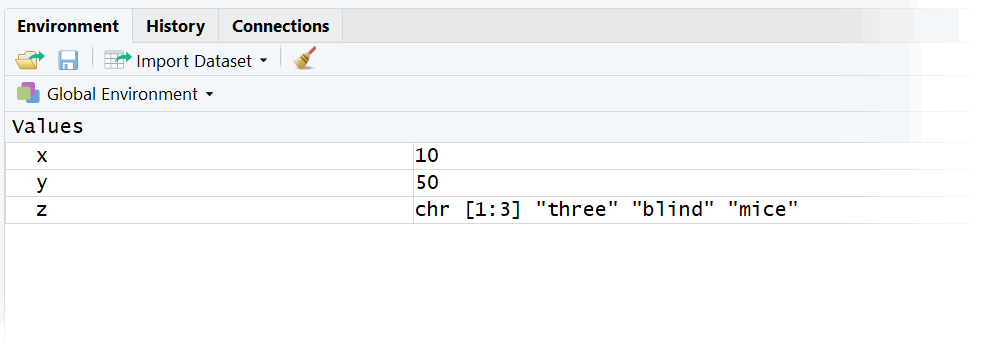 Environment History Connections
Import Dataset
Global Environment
Values
x 10
y 50
z chr [1:3] "three" "blind" "mice"